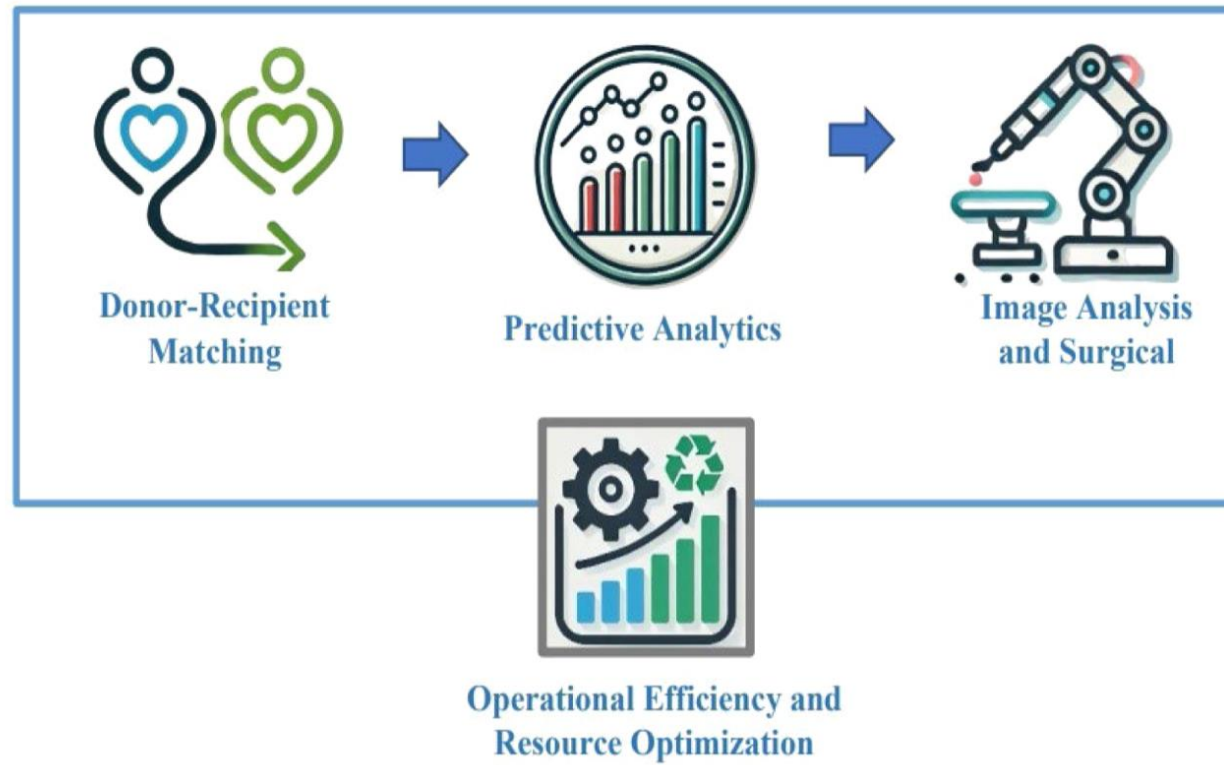 Donor-Recipient
Matching
Predictive Analytics
Image Analysis
and Surgical
Operational Efficiency and
Resource Optimization